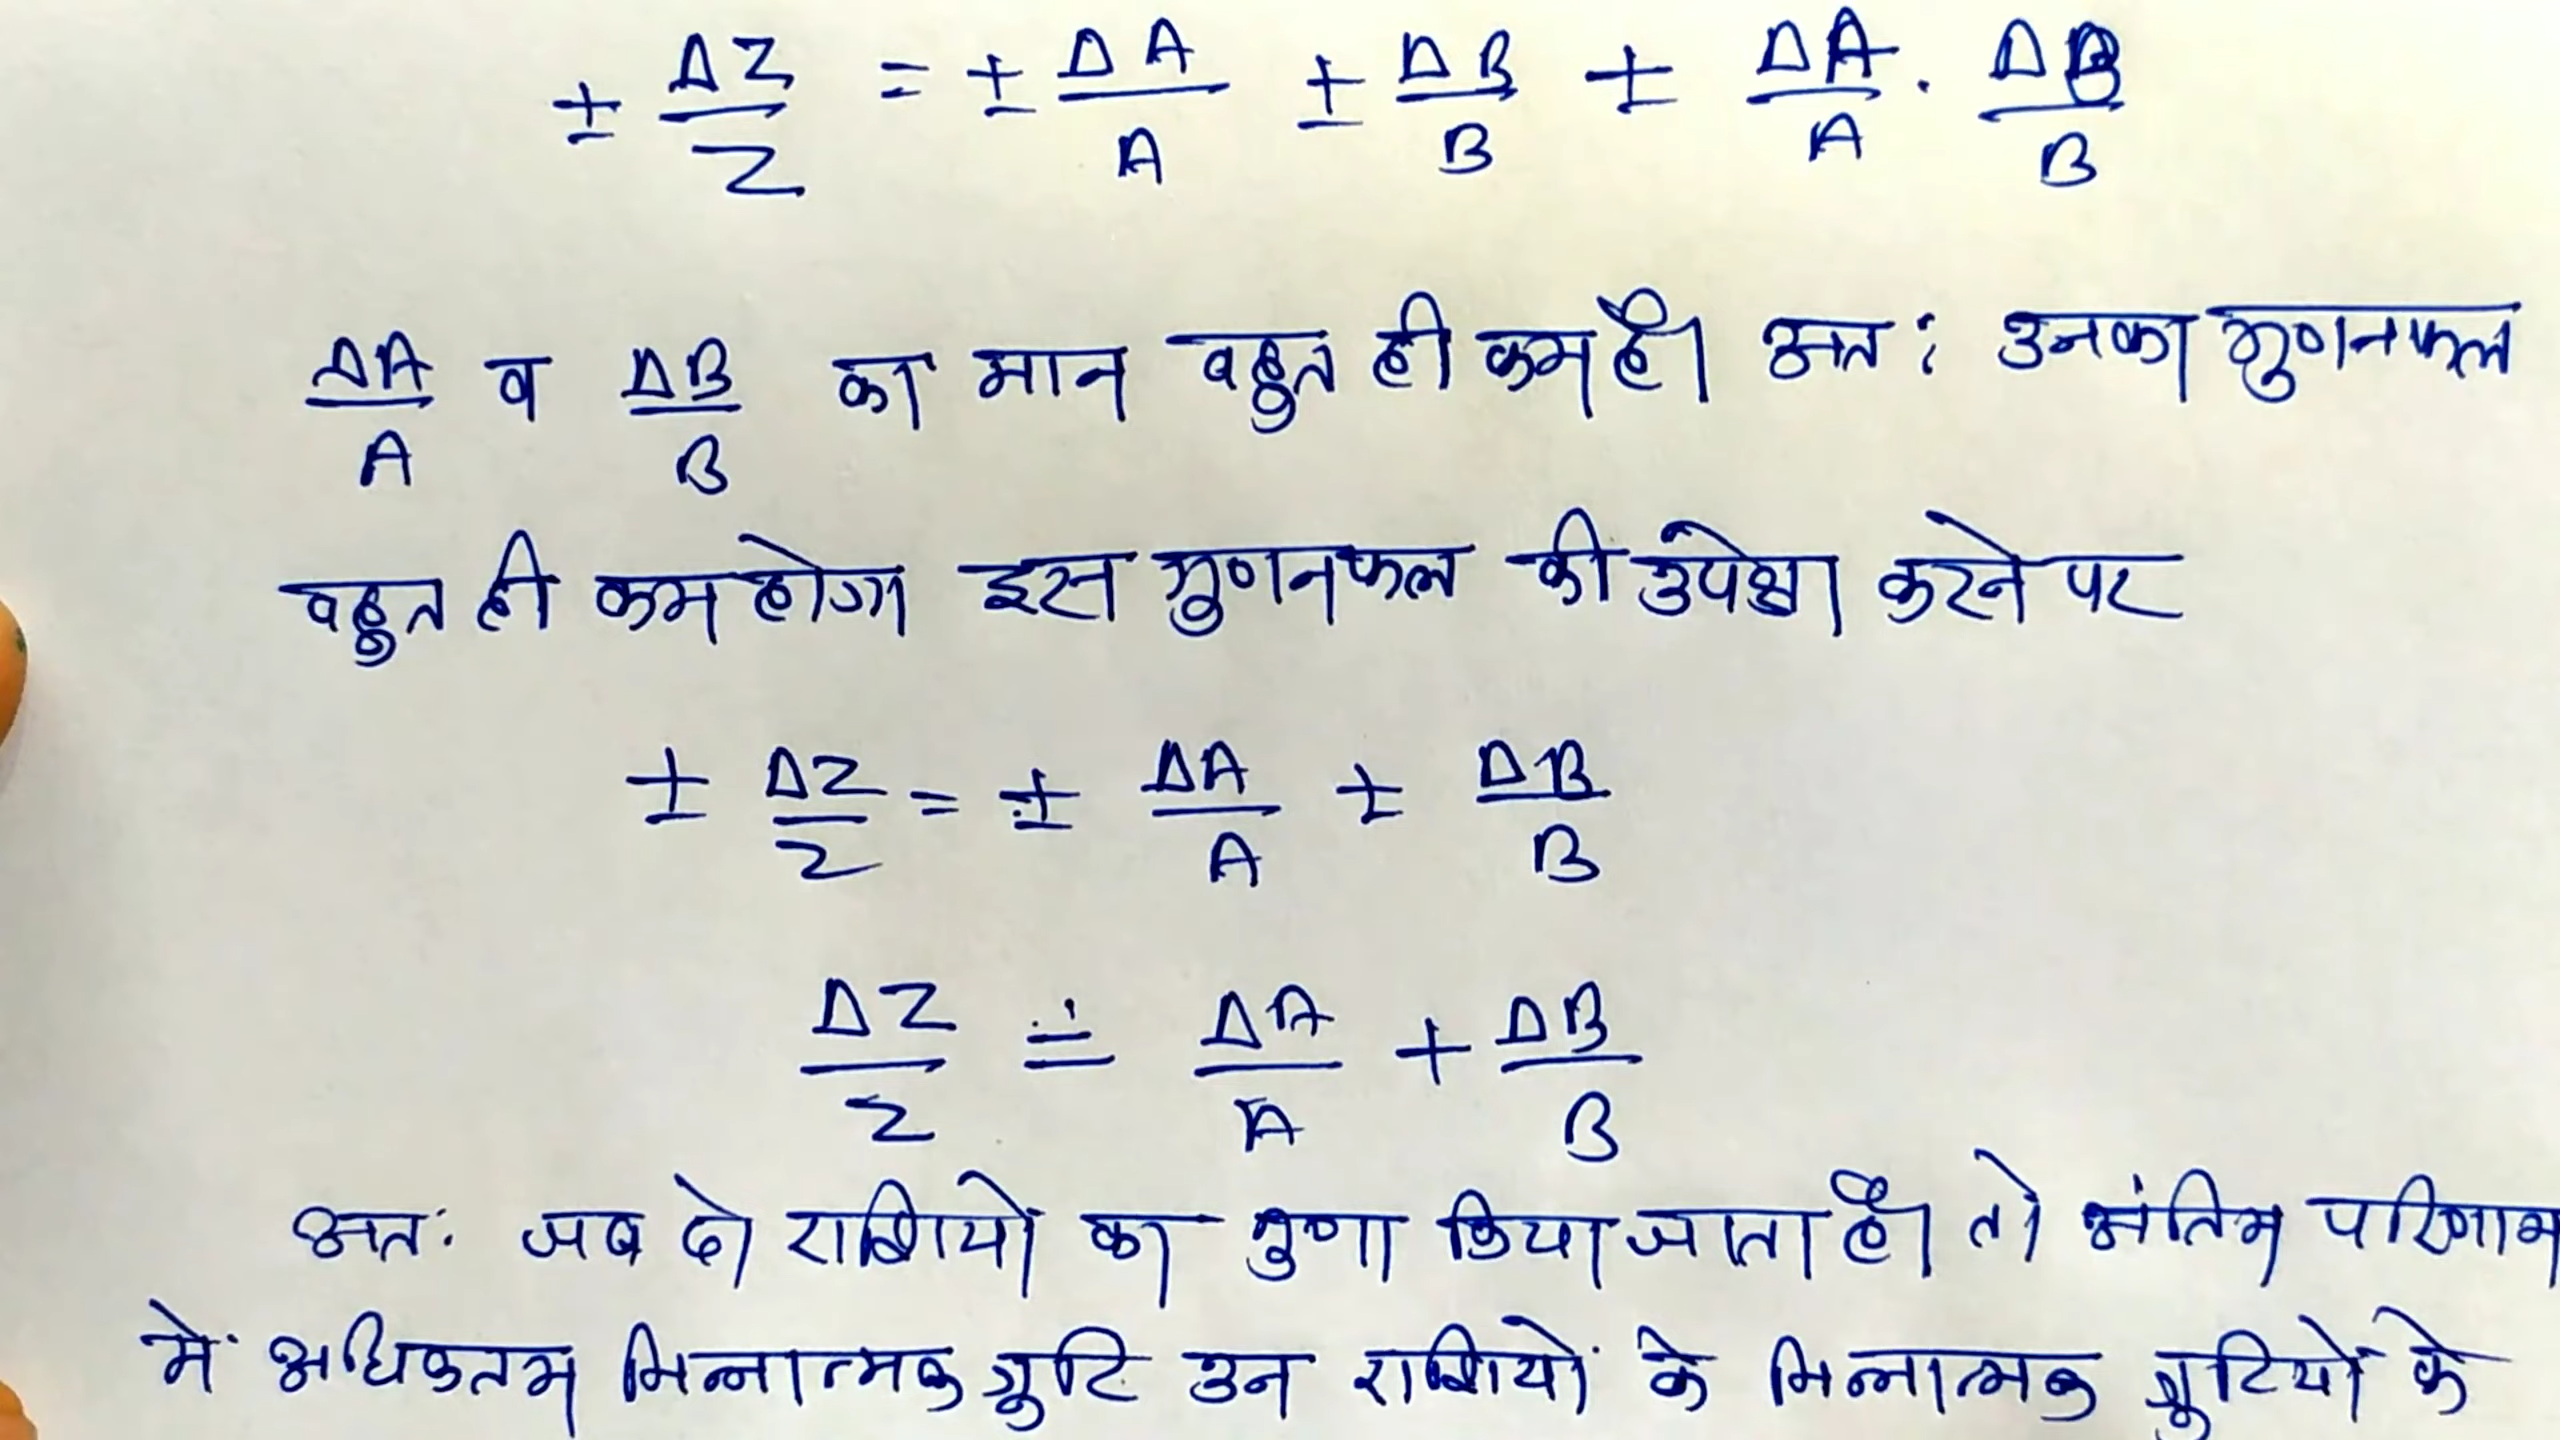 ± ΔZ/Z = ± ΔA/A ± ΔB/B ± ΔA/A . ΔB/B
ΔA/A व ΔB/B का मान बहुत ही कम है। अत: उनका गुणनफल
बहुत ही कम होगा इस गुणनफल की उपेक्षा करने पर
± ΔZ/Z = ± ΔA/A ± ΔB/B
ΔZ/Z = ΔA/A + ΔB/B
अत: जब दो राशियों का गुणा किया जाता है। तो अंतिम परिणाम
में अधिकतम भिन्नात्मक त्रुटि उन राशियों के भिन्नात्मक त्रुटियों के